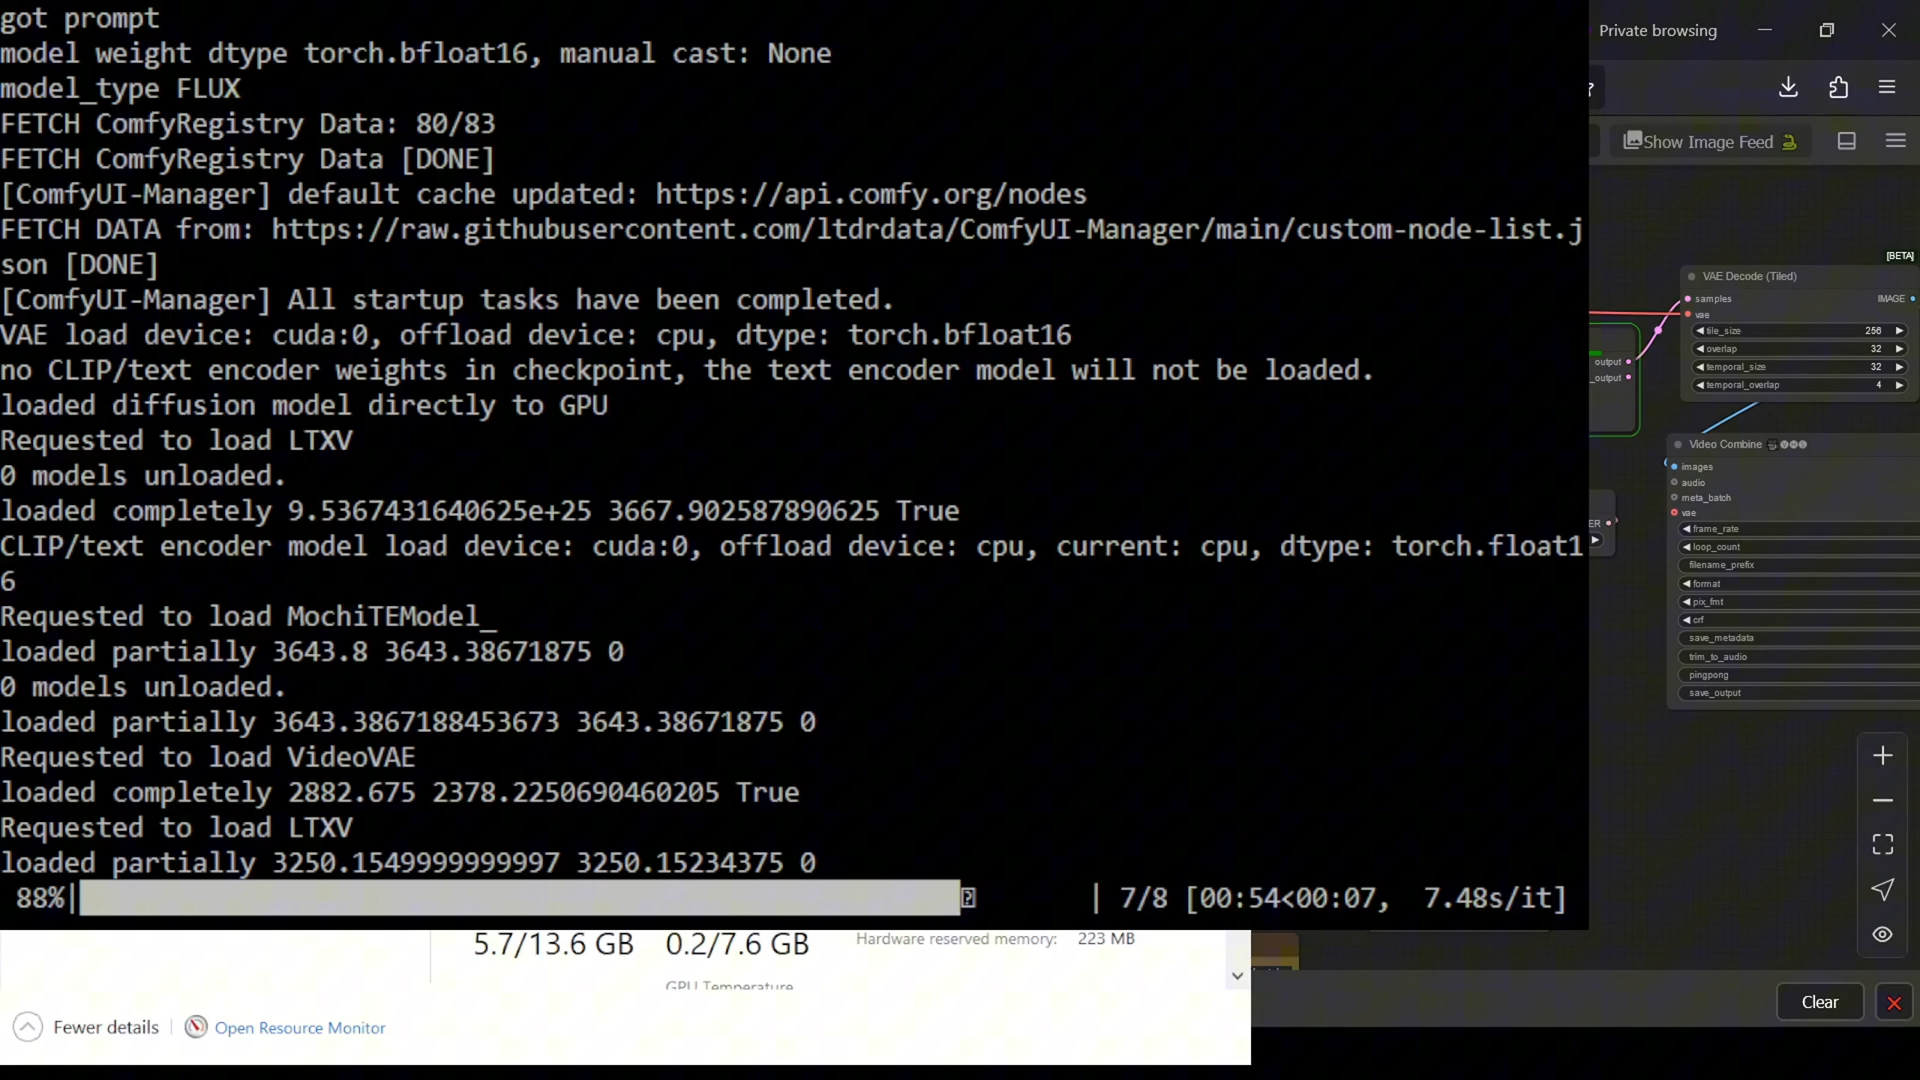 got prompt
model weight dtype torch.bfloat16, manual cast: None
model_type FLUX
FETCH ComfyRegistry Data: 80/83
FETCH ComfyRegistry Data [DONE]
[ComfyUI-Manager] default cache updated: https://api.comfy.org/nodes
FETCH DATA from: https://raw.githubusercontent.com/ltdrdata/ComfyUI-Manager/main/custom-node-list.j
son [DONE]
[ComfyUI-Manager] All startup tasks have been completed.
VAE load device: cuda:0, offload device: cpu, dtype: torch.bfloat16
no CLIP/text encoder weights in checkpoint, the text encoder model will not be loaded.
loaded diffusion model directly to GPU
Requested to load LTXV
0 models unloaded.
loaded completely 9.5367431640625e+25 3667.902587890625 True
CLIP/text encoder model load device: cuda:0, offload device: cpu, current: cpu, dtype: torch.float1
6
Requested to load MochiTEModel_
loaded partially 3643.8 3643.38671875 0
0 models unloaded.
loaded partially 3643.3867188453673 3643.38671875 0
Requested to load VideoVAE
loaded completely 2882.675 2378.2250690460205 True
Requested to load LTXV
loaded partially 3250.1549999999997 3250.15234375 0
88%| | 7/8 [00:54<00:07, 7.48s/it]
Private browsing
Show Image Feed
[BETA]
VAE Decode (Tiled)
samples IMAGE
vae
tile_size 256
overlap 32
temporal_size 32
temporal_overlap 4
output
_output
Video Combine
images
audio
meta_batch
vae
frame_rate
loop_count
filename_prefix
format
pix_fmt
crf
save_metadata
trim_to_audio
pingpong
save_output
ER
5.7/13.6 GB 0.2/7.6 GB Hardware reserved memory: 223 MB
GPU Temperature
Fewer details Open Resource Monitor
Clear